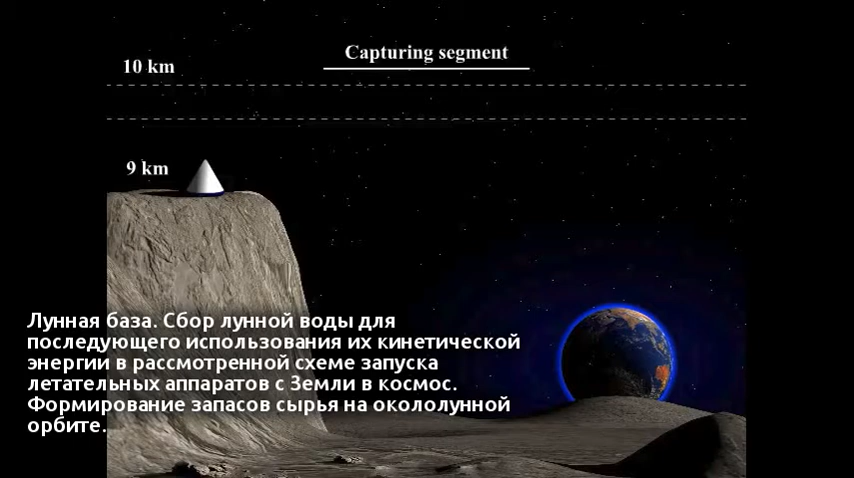 Capturing segment
10 km
9 km
Лунная база. Сбор лунной воды для
последующего использования их кинетической
энергии в рассмотренной схеме запуска
летательных аппаратов с Земли в космос.
Формирование запасов сырья на окололунной
орбите.